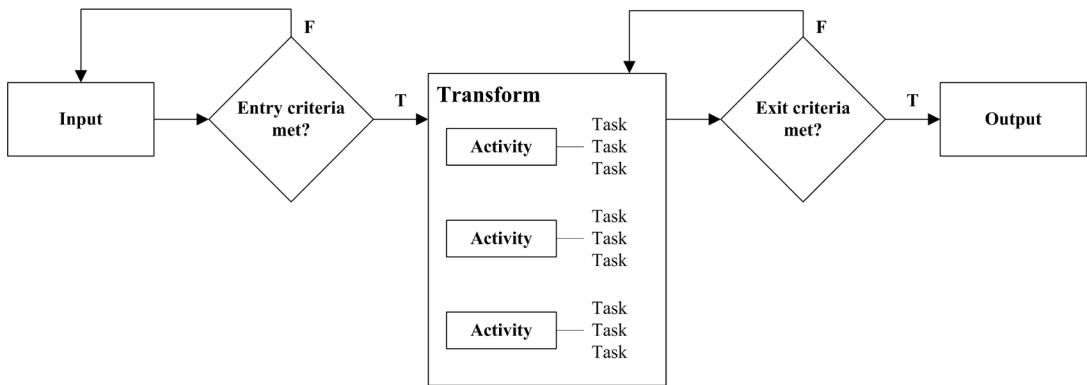 F
F
Input
Entry criteria
met?
T
Transform
Activity
Task
Task
Task
Activity
Task
Task
Task
Activity
Task
Task
Task
Exit criteria
met?
T
Output